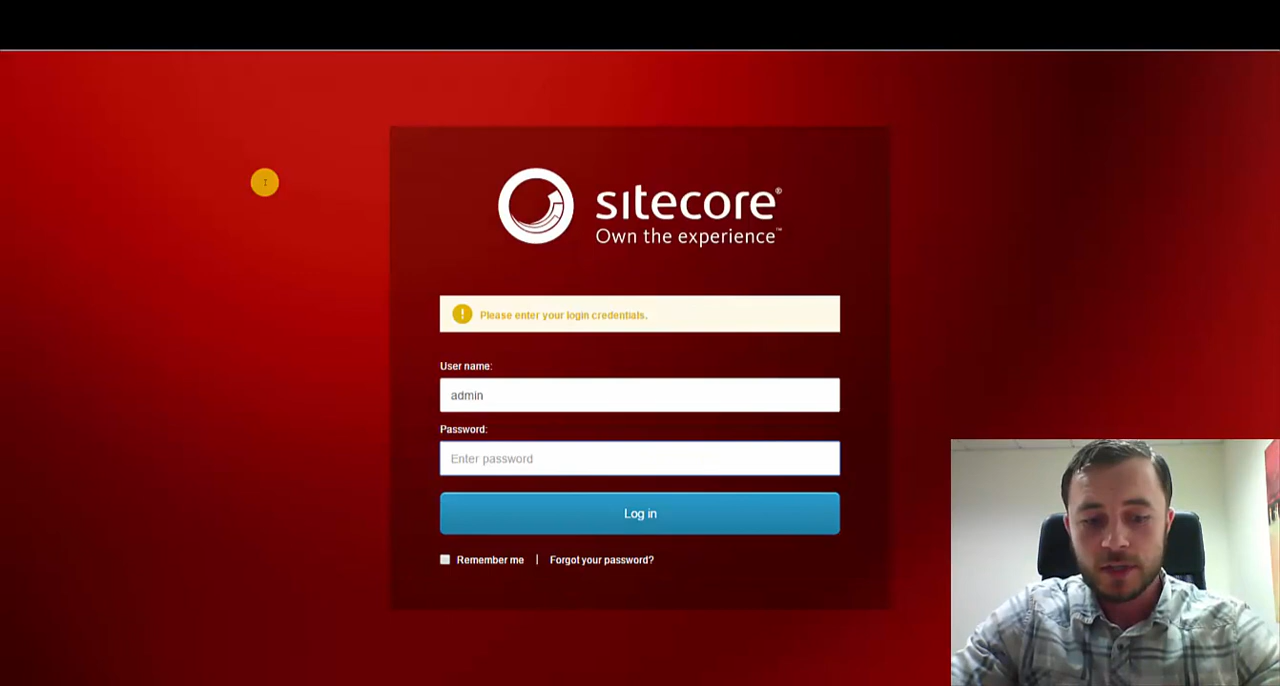 sitecore®
Own the experience™
Please enter your login credentials.
User name:
admin
Password:
Enter password
Log in
Remember me | Forgot your password?